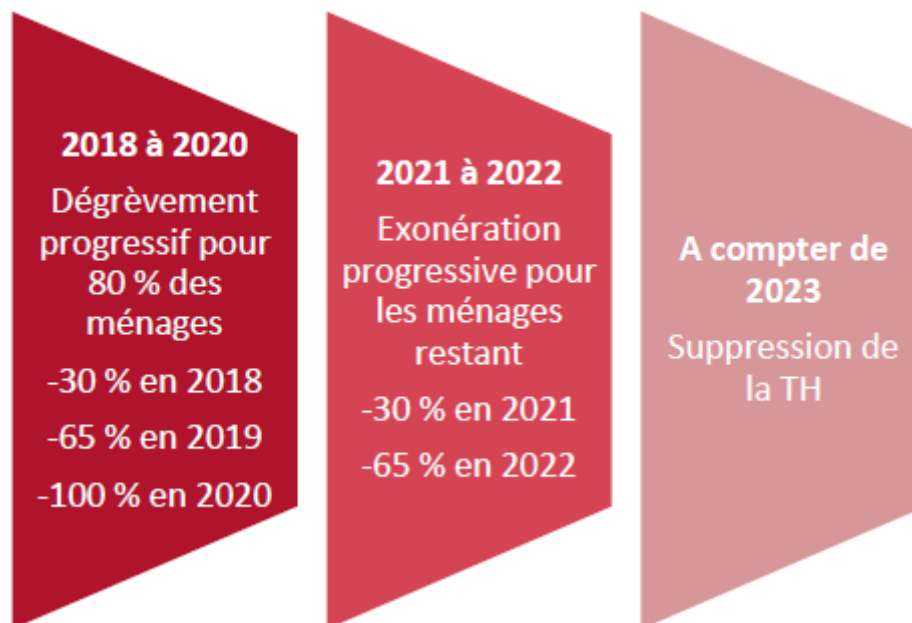 2018 à 2020
Dégrèvement
progressif pour
80 % des
ménages
-30 % en 2018
-65 % en 2019
-100 % en 2020
2021 à 2022
Exonération
progressive pour
les ménages
restant
-30 % en 2021
-65 % en 2022
A compter de
2023
Suppression de
la TH